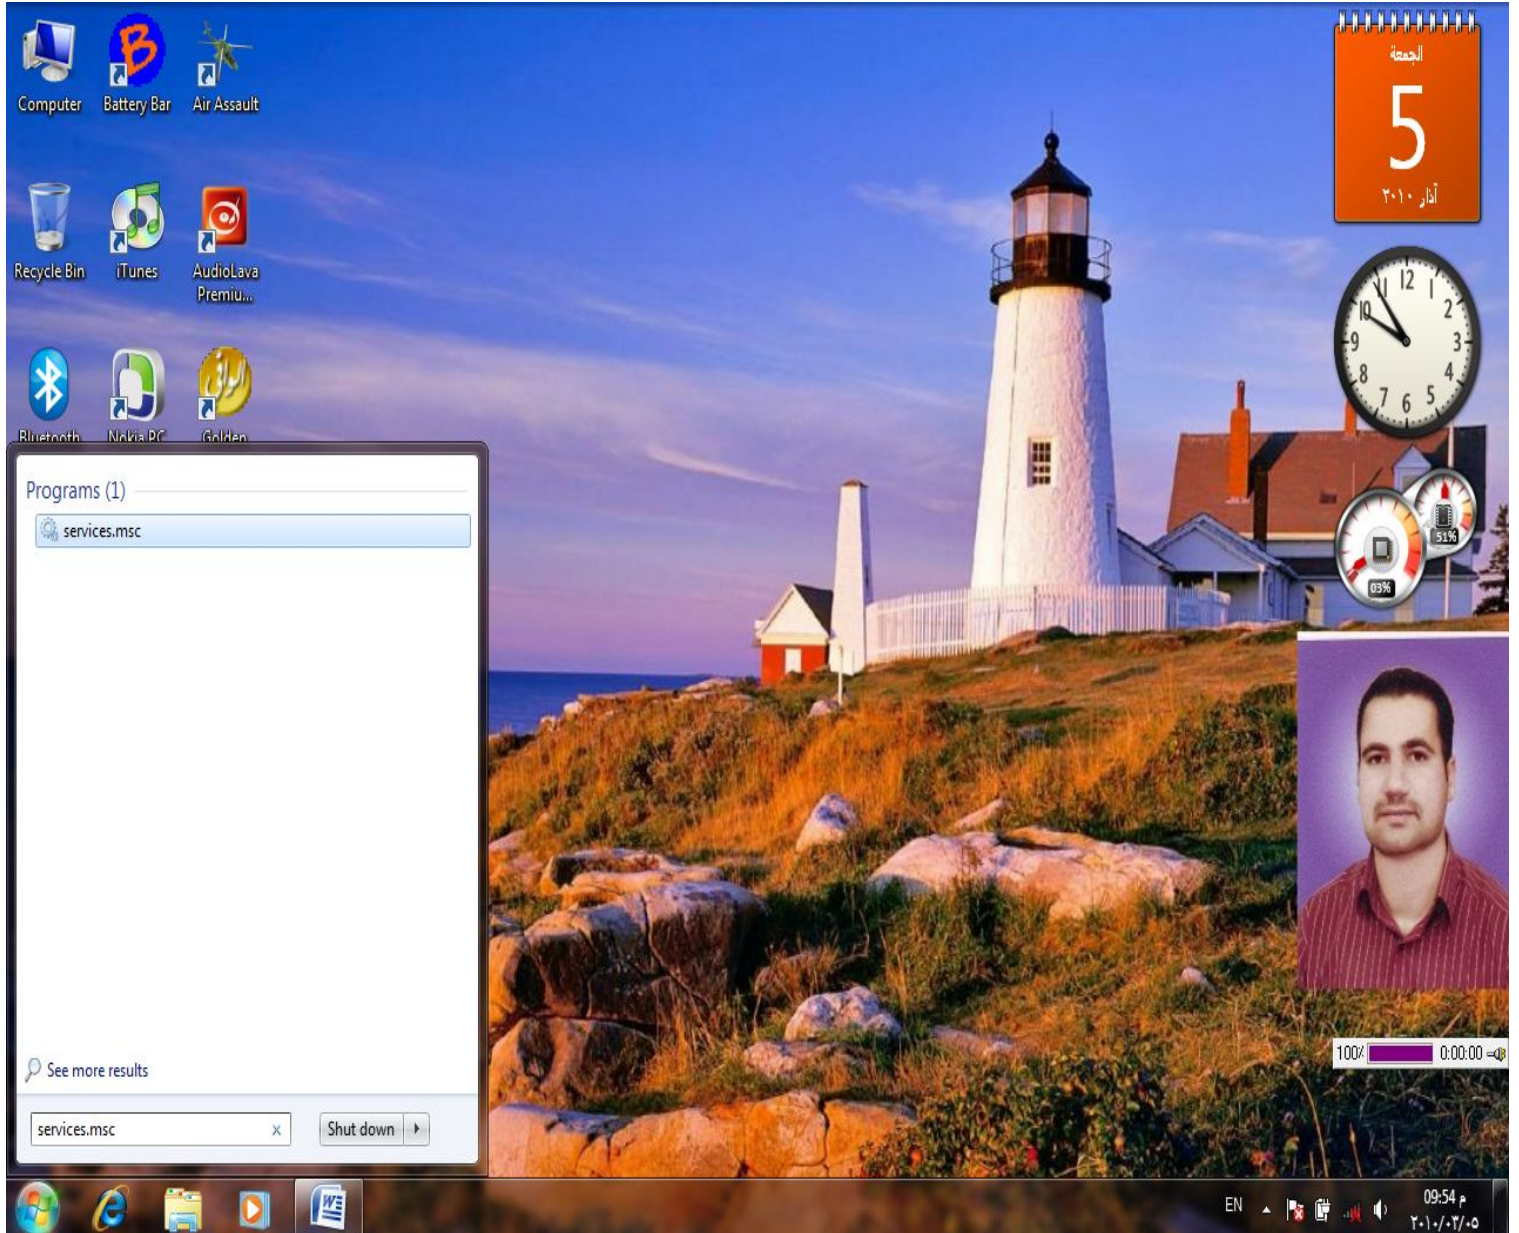 Computer
Battery Bar
Air Assault
Recycle Bin
iTunes
AudioLava
Premiu...
Bluetooth
Nokia PC
Golden
الوافي
الجمعة
5
آذار ٢٠١٠
12
1
2
3
4
5
6
7
8
9
10
11
51%
03%
Programs (1)
services.msc
See more results
services.msc
x
Shut down
100%
0:00:00
EN
09:54 م
٢٠١٠/٠٣/٠٥